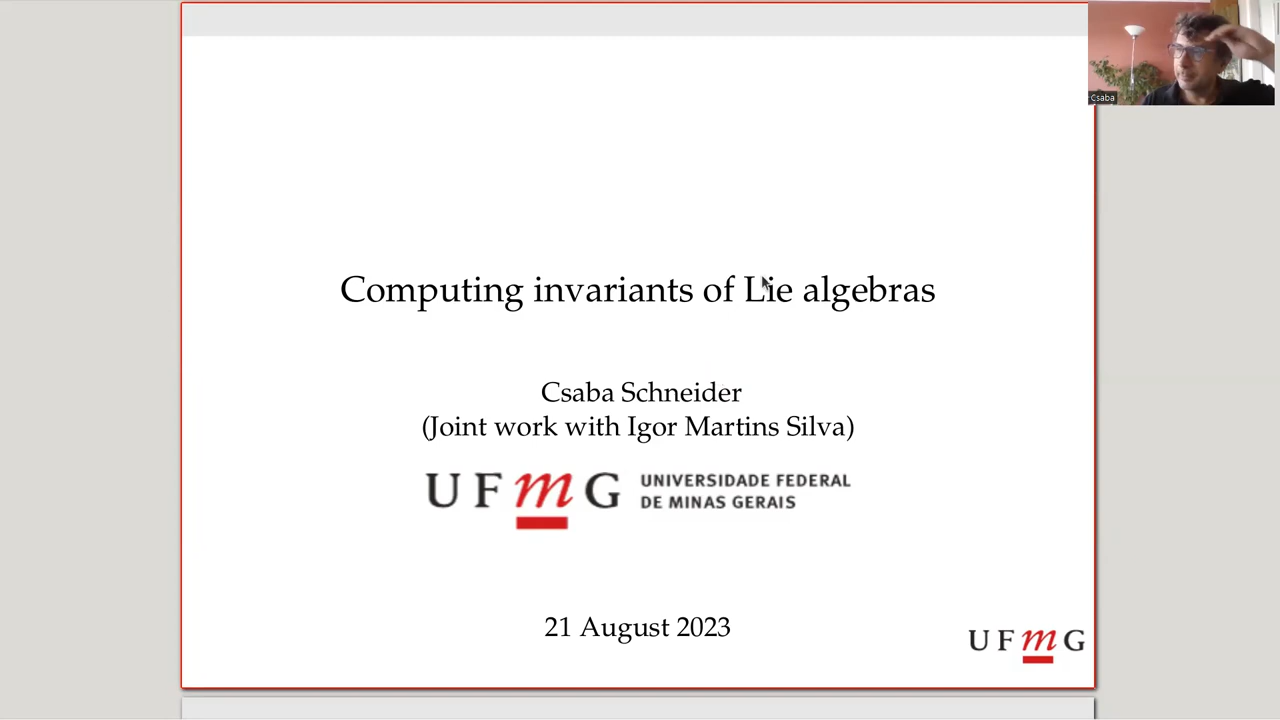 Csaba
Computing invariants of Lie algebras
Csaba Schneider
(Joint work with Igor Martins Silva)
UFmG UNIVERSIDADE FEDERAL
DE MINAS GERAIS
21 August 2023
UFmG